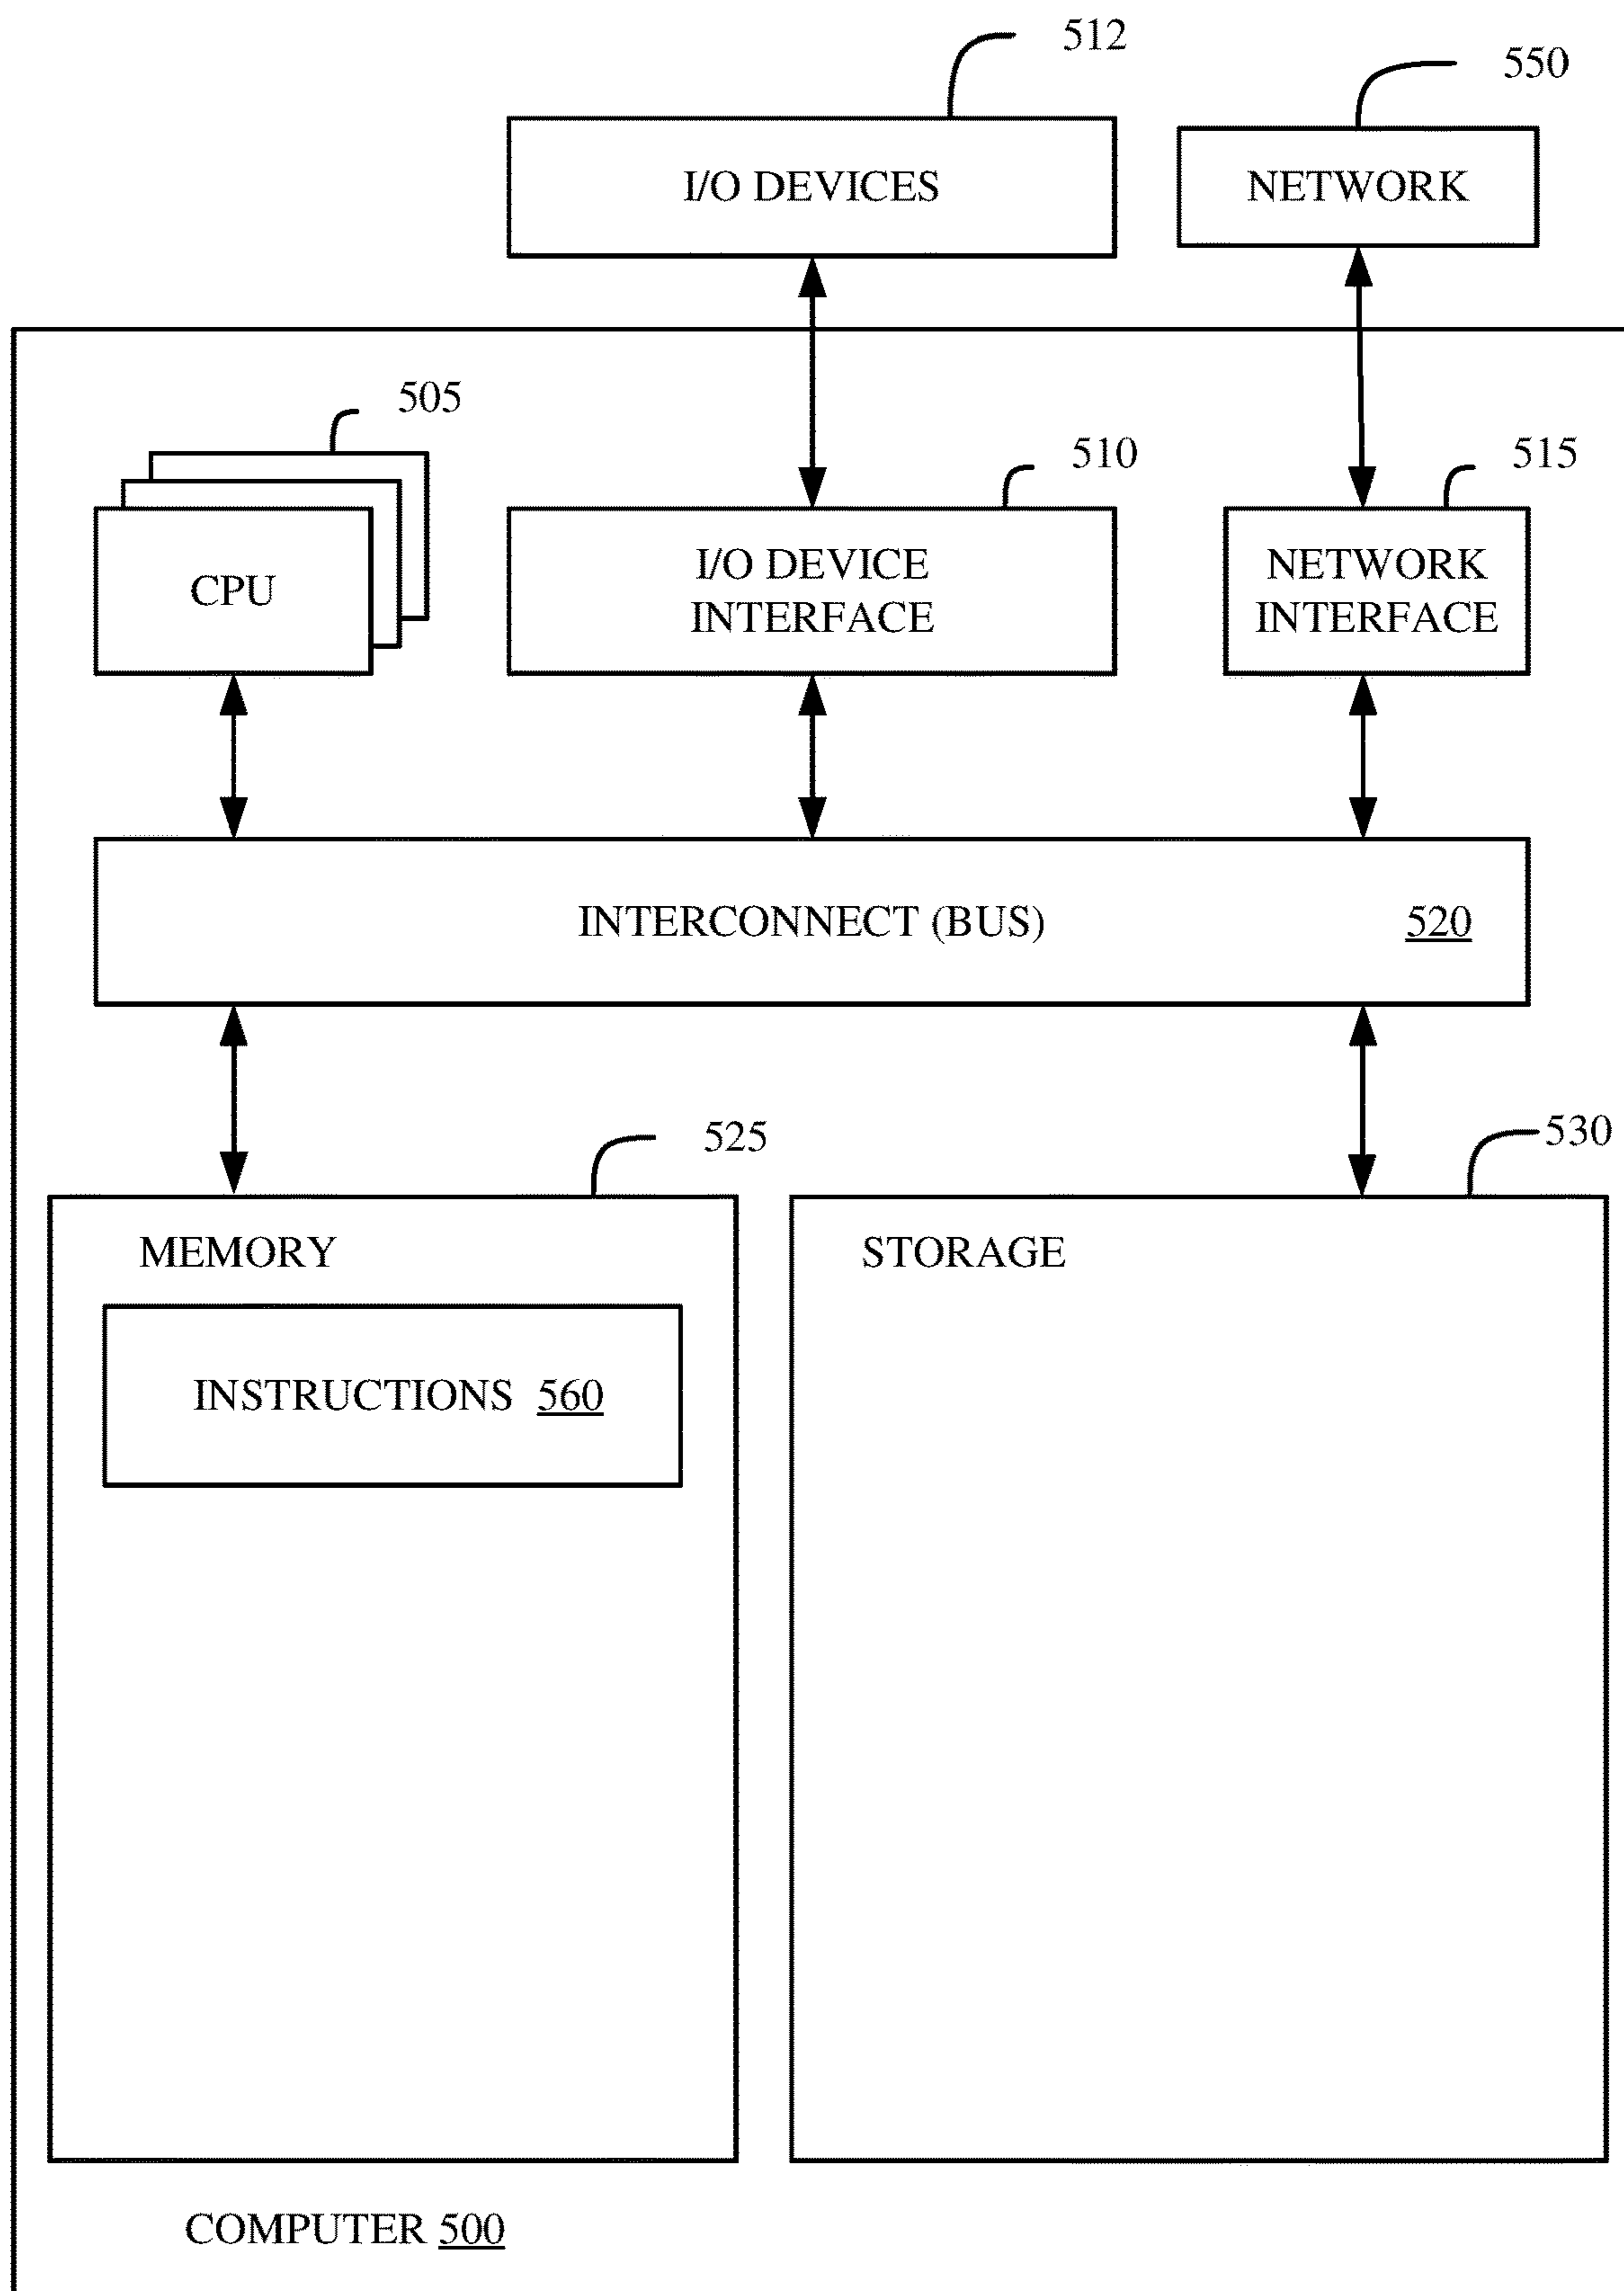 512
550
I/O DEVICES
NETWORK
505
510
515
CPU
I/O DEVICE
INTERFACE
NETWORK
INTERFACE
INTERCONNECT (BUS) 520
525
530
MEMORY
STORAGE
INSTRUCTIONS 560
COMPUTER 500